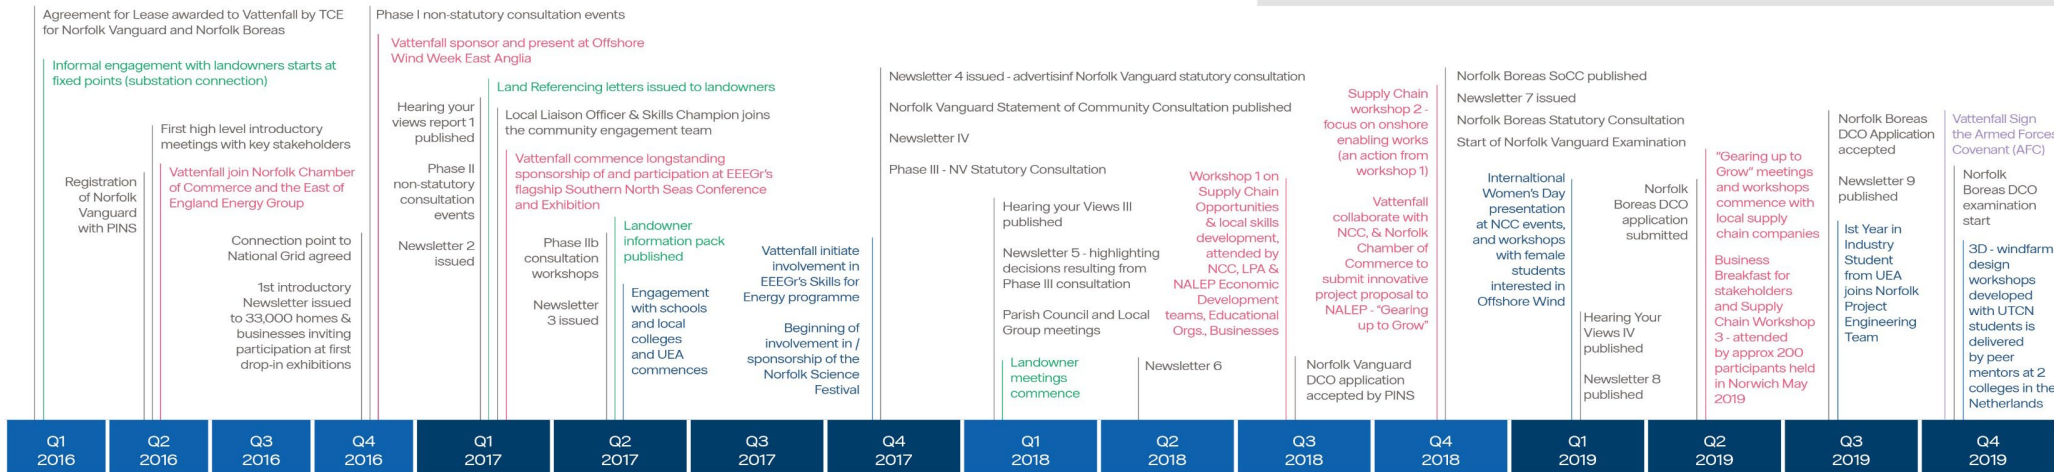 Agreement for Lease awarded to Vattenfall by TCE
for Norfolk Vanguard and Norfolk Boreas
Informal engagement with landowners starts at
fixed points (substation connection)
First high level introductory
meetings with key stakeholders
Vattenfall join Norfolk Chamber
of Commerce and the East of
England Energy Group
Registration
of Norfolk
Vanguard
with PINS
Connection point to
National Grid agreed
1st introductory
Newsletter issued
to 33,000 homes &
businesses inviting
participation at first
drop-in exhibitions
Phase I non-statutory consultation events
Vattenfall sponsor and present at Offshore
Wind Week East Anglia
Hearing your
views report 1
published
Phase II
non-statutory
consultation
events
Newsletter 2
issued
Land Referencing letters issued to landowners
Local Liaison Officer & Skills Champion joins
the community engagement team
Vattenfall commence longstanding
sponsorship of and participation at EEEGr's
flagship Southern North Seas Conference
and Exhibition
Phase IIb
consultation
workshops
Newsletter
3 issued
Landowner
information pack
published
Engagement
with schools
and local
colleges
and UEA
commences
Vattenfall initiate
involvement in
EEEGr's Skills for
Energy programme
Beginning of
involvement in /
sponsorship of the
Norfolk Science
Festival
Newsletter 4 issued - advertisinf Norfolk Vanguard statutory consultation
Norfolk Vanguard Statement of Community Consultation published
Newsletter IV
Phase III - NV Statutory Consultation
Hearing your Views III
published
Newsletter 5 - highlighting
decisions resulting from
Phase III consultation
Parish Council and Local
Group meetings
Landowner
meetings
commence
Newsletter 6
Workshop 1 on
Supply Chain
Opportunities
& local skills
development,
attended by
NCC, LPA &
NALEP Economic
Development
teams, Educational
Orgs., Businesses
Norfolk Vanguard
DCO application
accepted by PINS
Supply Chain
workshop 2 -
focus on onshore
enabling works
(an action from
workshop 1)
Vattenfall
collaborate with
NCC, & Norfolk
Chamber of
Commerce to
submit innovative
project proposal to
NALEP - "Gearing
up to Grow"
Norfolk Boreas SoCC published
Newsletter 7 issued
Norfolk Boreas Statutory Consultation
Start of Norfolk Vanguard Examination
Internaltional
Women's Day
presentation
at NCC events,
and workshops
with female
students
interested in
Offshore Wind
Hearing Your
Views IV
published
Newsletter 8
published
Norfolk
Boreas DCO
application
submitted
"Gearing up to
Grow" meetings
and workshops
commence with
local supply
chain companies
Business
Breakfast for
stakeholders
and Supply
Chain Workshop
3 - attended
by approx 200
participants held
in Norwich May
2019
Norfolk Boreas
DCO Application
accepted
Newsletter 9
published
1st Year in
Industry
Student
from UEA
joins Norfolk
Project
Engineering
Team
Vattenfall Sign
the Armed Forces
Covenant (AFC)
Norfolk
Boreas DCO
examination
start
3D - windfarm
design
workshops
developed
with UTCN
students is
delivered
by peer
mentors at 2
colleges in the
Netherlands
Q1
2016
Q2
2016
Q3
2016
Q4
2016
Q1
2017
Q2
2017
Q3
2017
Q4
2017
Q1
2018
Q2
2018
Q3
2018
Q4
2018
Q1
2019
Q2
2019
Q3
2019
Q4
2019